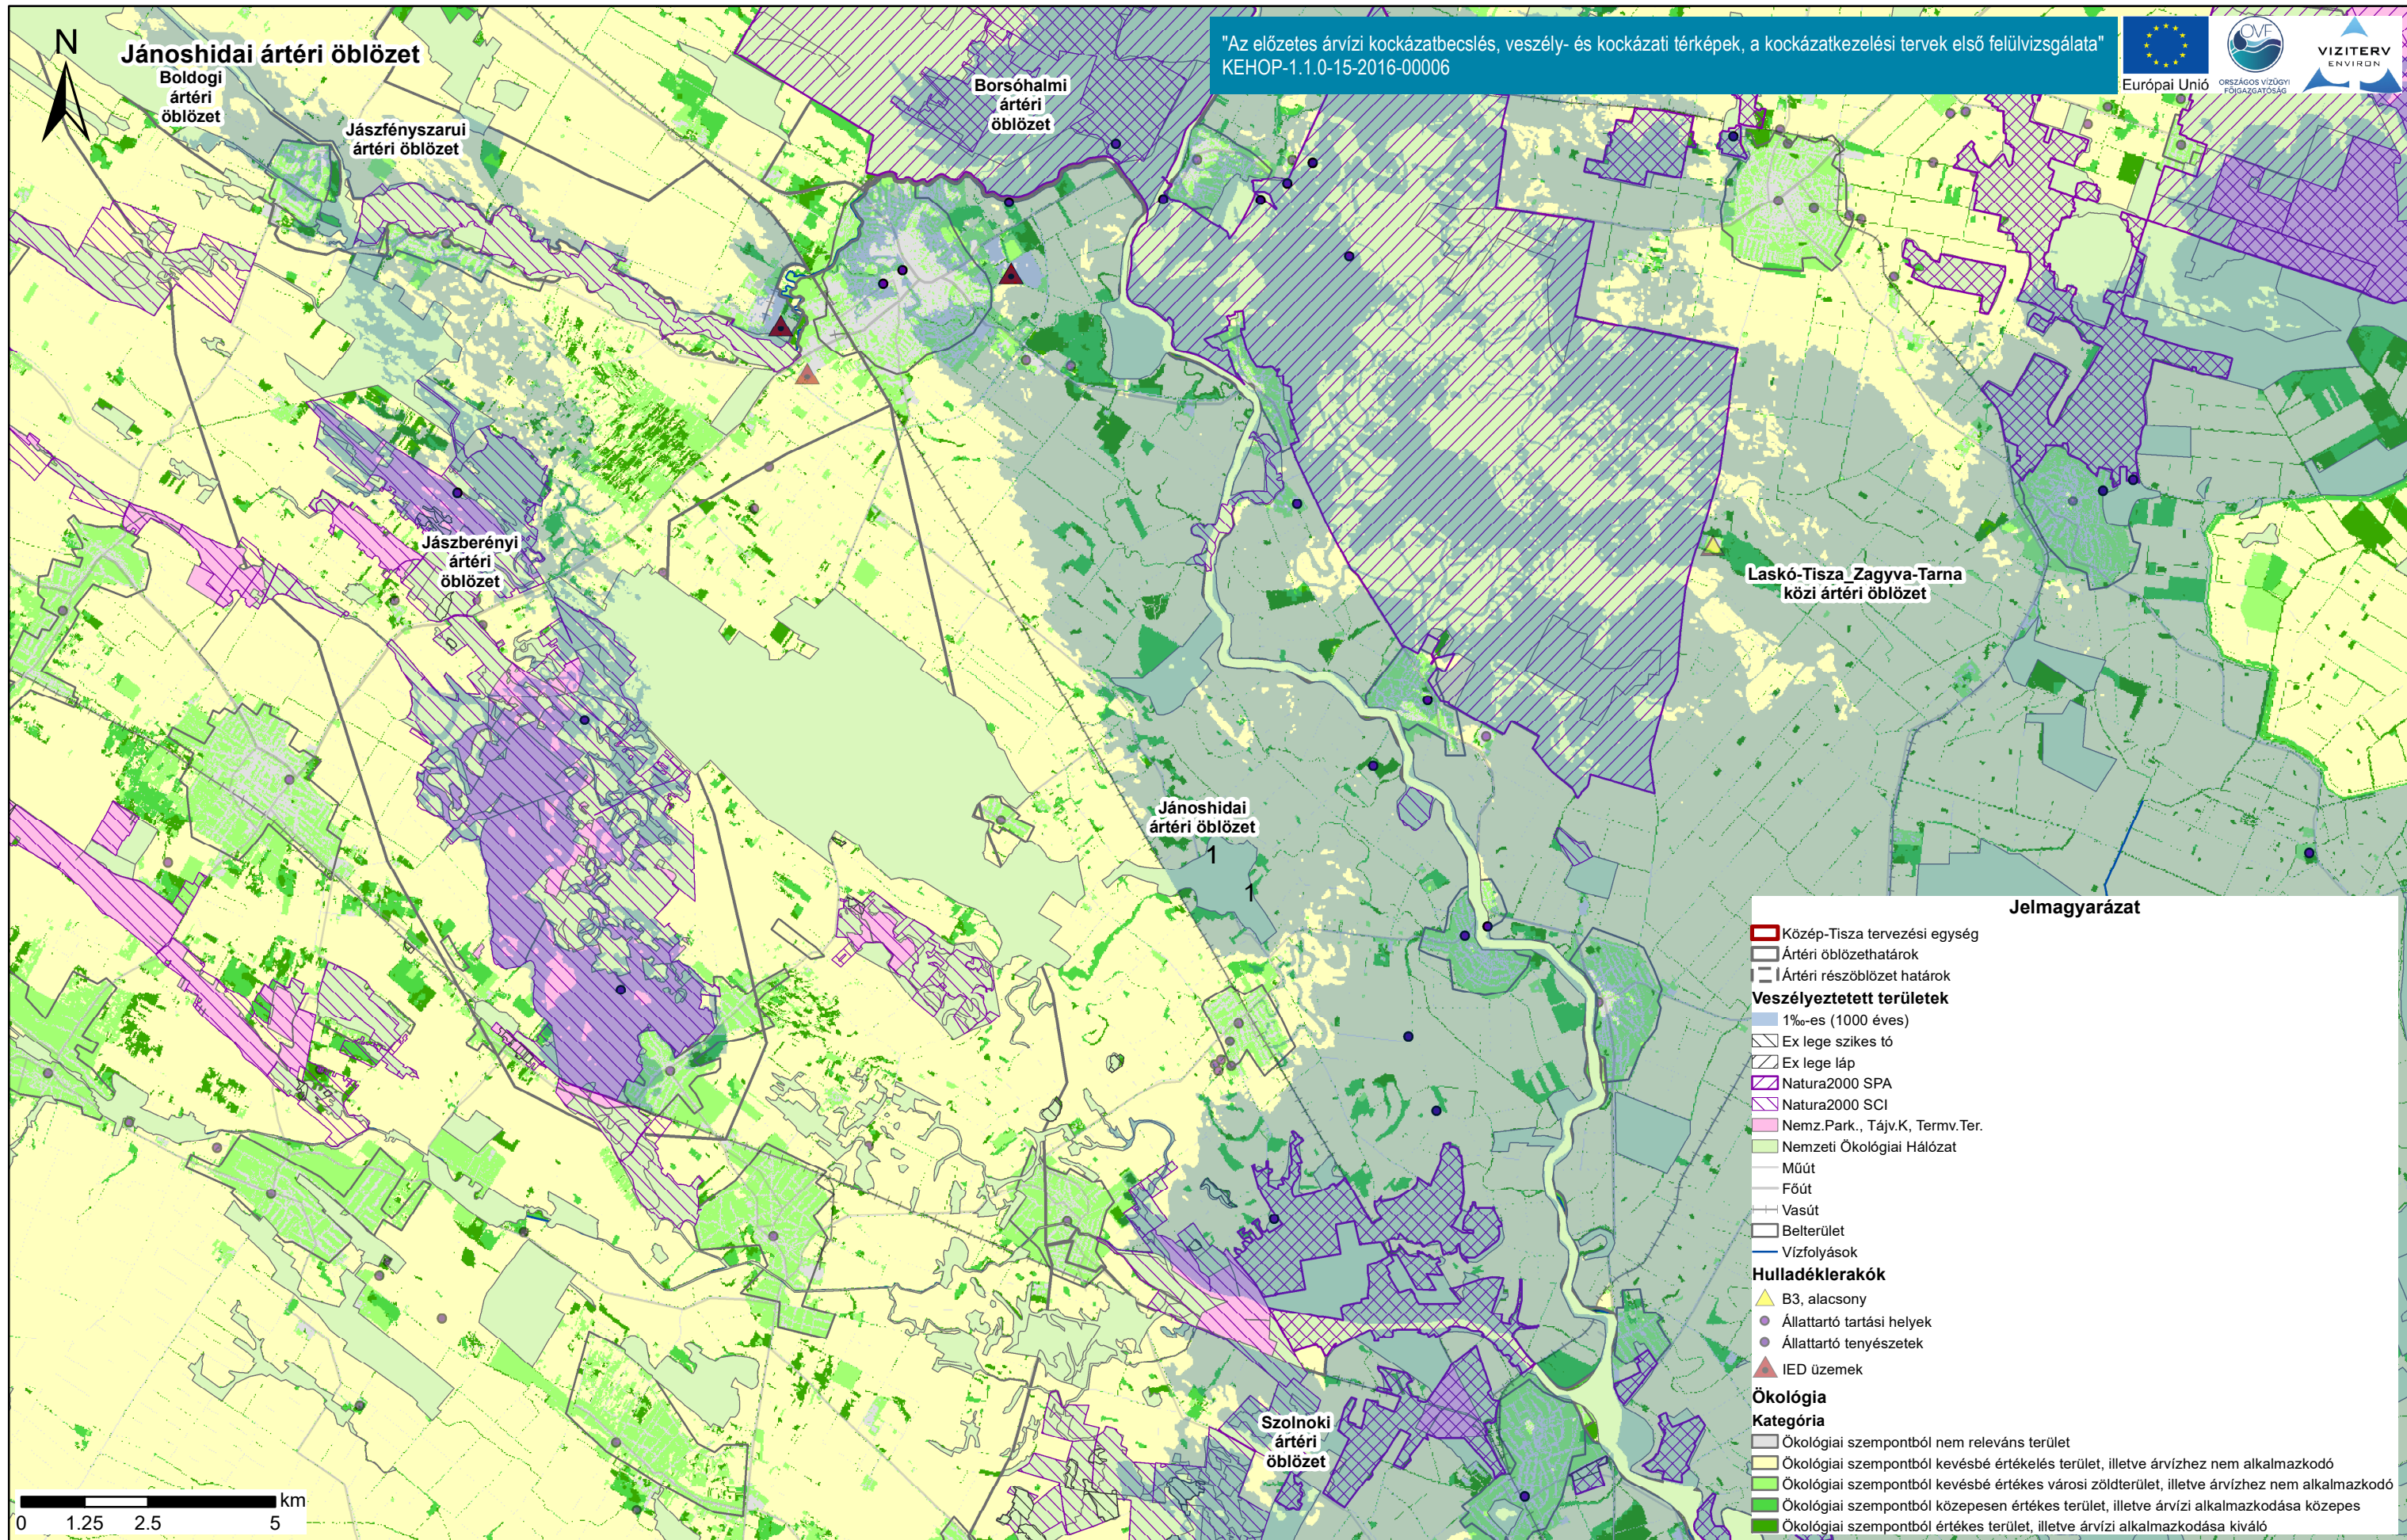 N
Jánoshidai ártéri öblözet
"Az előzetes árvízi kockázatbecslés, veszély- és kockázati térképek, a kockázatkezelési tervek első felülvizsgálata"
KEHOP-1.1.0-15-2016-00006
Európai Unió
OVF
ORSZÁGOS VÍZÜGYI
FŐIGAZGATÓSÁG
VIZITERV
ENVIRON
Boldogi
ártéri
öblözet
Jászfényszarui
ártéri öblözet
Borsóhalmi
ártéri
öblözet
Jászberényi
ártéri
öblözet
Laskó-Tisza_Zagyva-Tarna
közi ártéri öblözet
Jánoshidai
ártéri öblözet
1
1
Szolnoki
ártéri
öblözet
km
0 1.25 2.5 5
Jelmagyarázat
Közép-Tisza tervezési egység
Ártéri öblözethatárok
Ártéri részöblözet határok
Veszélyeztetett területek
1‰-es (1000 éves)
Ex lege szikes tó
Ex lege láp
Natura2000 SPA
Natura2000 SCI
Nemz.Park., Tájv.K, Termv.Ter.
Nemzeti Ökológiai Hálózat
Műút
Főút
Vasút
Belterület
Vízfolyások
Hulladéklerakók
B3, alacsony
Állattartó tartási helyek
Állattartó tenyészetek
IED üzemek
Ökológia
Kategória
Ökológiai szempontból nem releváns terület
Ökológiai szempontból kevésbé értékelés terület, illetve árvízhez nem alkalmazkodó
Ökológiai szempontból kevésbé értékes városi zöldterület, illetve árvízhez nem alkalmazkodó
Ökológiai szempontból közepesen értékes terület, illetve árvízi alkalmazkodása közepes
Ökológiai szempontból értékes terület, illetve árvízi alkalmazkodása kiváló